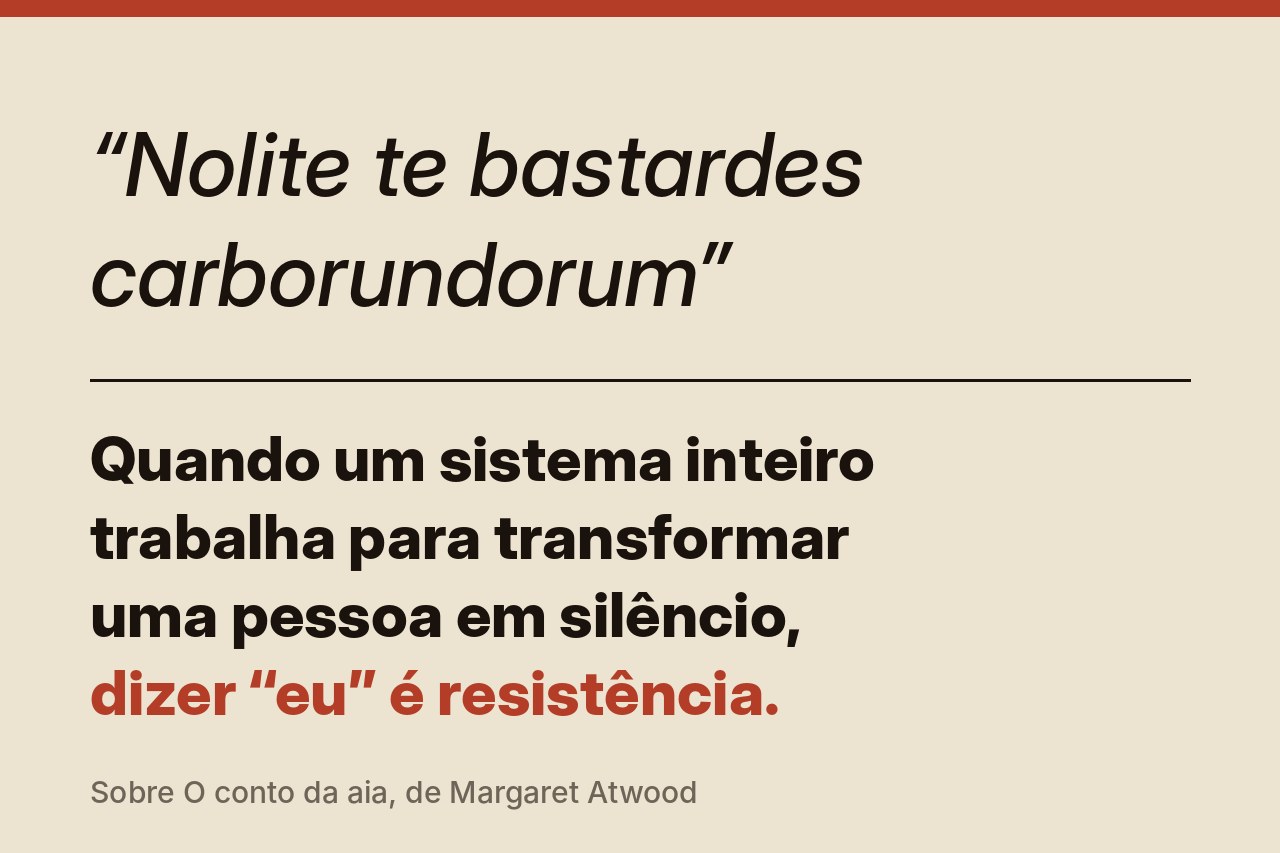 “Nolite te bastardes
carborundorum”
Quando um sistema inteiro
trabalha para transformar
uma pessoa em silêncio,
dizer “eu” é resistência.
Sobre O conto da aia, de Margaret Atwood